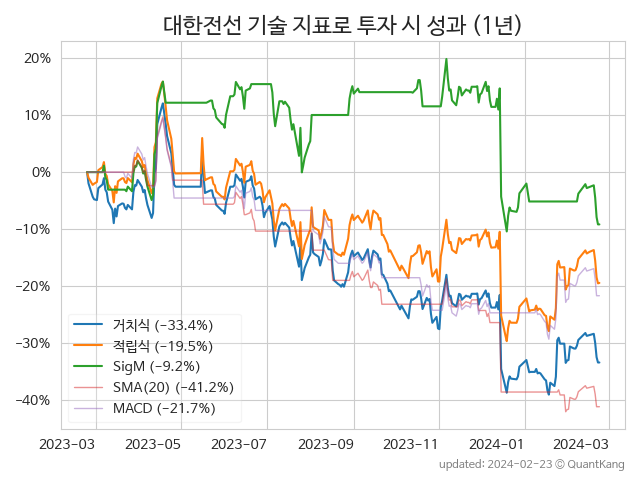 대한전선 기술 지표로 투자 시 성과 (1년)
20%
10%
0%
−10%
−20%
−30%
−40%
거치식 (−33.4%)
적립식 (−19.5%)
SigM (−9.2%)
SMA(20) (−41.2%)
MACD (−21.7%)
2023-03 2023-05 2023-07 2023-09 2023-11 2024-01 2024-03
updated: 2024-02-23 © QuantKang